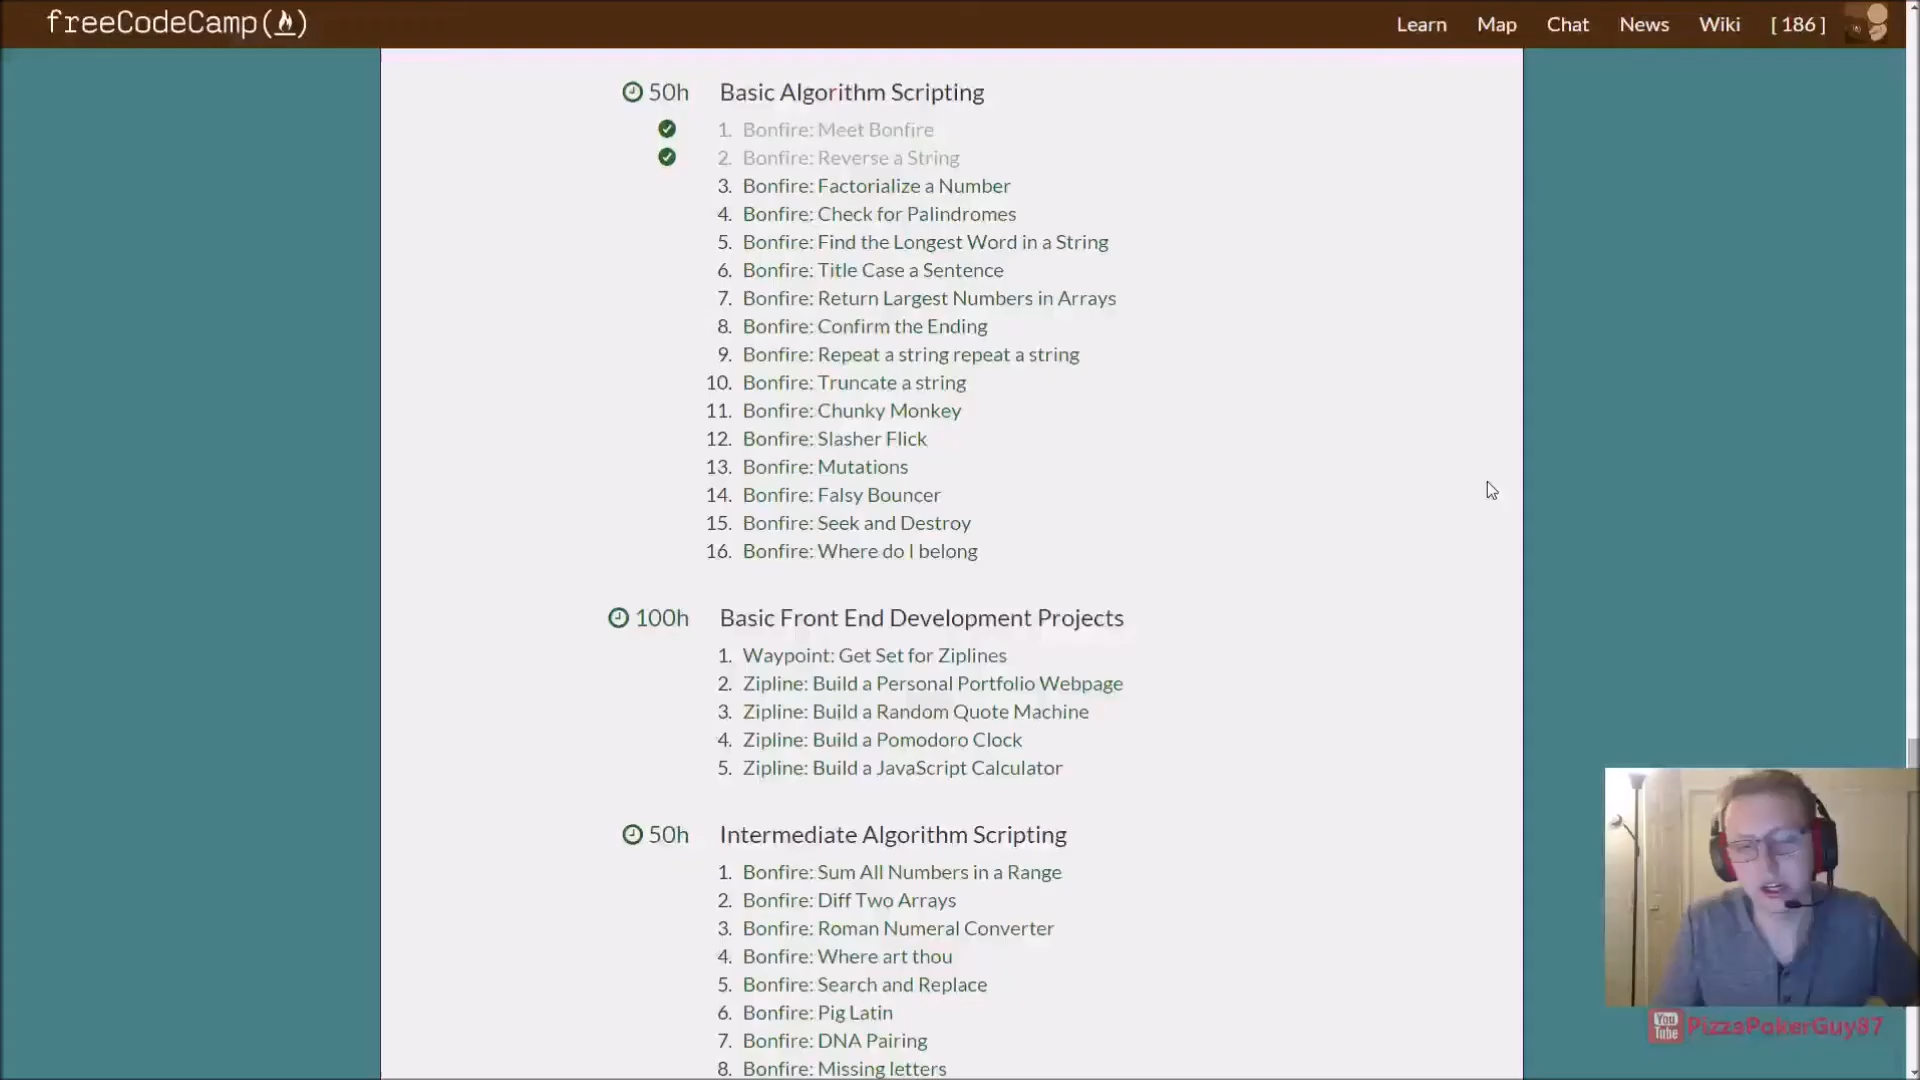 freeCodeCamp(🔥)
Learn Map Chat News Wiki [ 186 ]
50h Basic Algorithm Scripting
1. Bonfire: Meet Bonfire
2. Bonfire: Reverse a String
3. Bonfire: Factorialize a Number
4. Bonfire: Check for Palindromes
5. Bonfire: Find the Longest Word in a String
6. Bonfire: Title Case a Sentence
7. Bonfire: Return Largest Numbers in Arrays
8. Bonfire: Confirm the Ending
9. Bonfire: Repeat a string repeat a string
10. Bonfire: Truncate a string
11. Bonfire: Chunky Monkey
12. Bonfire: Slasher Flick
13. Bonfire: Mutations
14. Bonfire: Falsy Bouncer
15. Bonfire: Seek and Destroy
16. Bonfire: Where do I belong
100h Basic Front End Development Projects
1. Waypoint: Get Set for Ziplines
2. Zipline: Build a Personal Portfolio Webpage
3. Zipline: Build a Random Quote Machine
4. Zipline: Build a Pomodoro Clock
5. Zipline: Build a JavaScript Calculator
50h Intermediate Algorithm Scripting
1. Bonfire: Sum All Numbers in a Range
2. Bonfire: Diff Two Arrays
3. Bonfire: Roman Numeral Converter
4. Bonfire: Where art thou
5. Bonfire: Search and Replace
6. Bonfire: Pig Latin
7. Bonfire: DNA Pairing
8. Bonfire: Missing letters
You Tube PizzaPokerGuy87